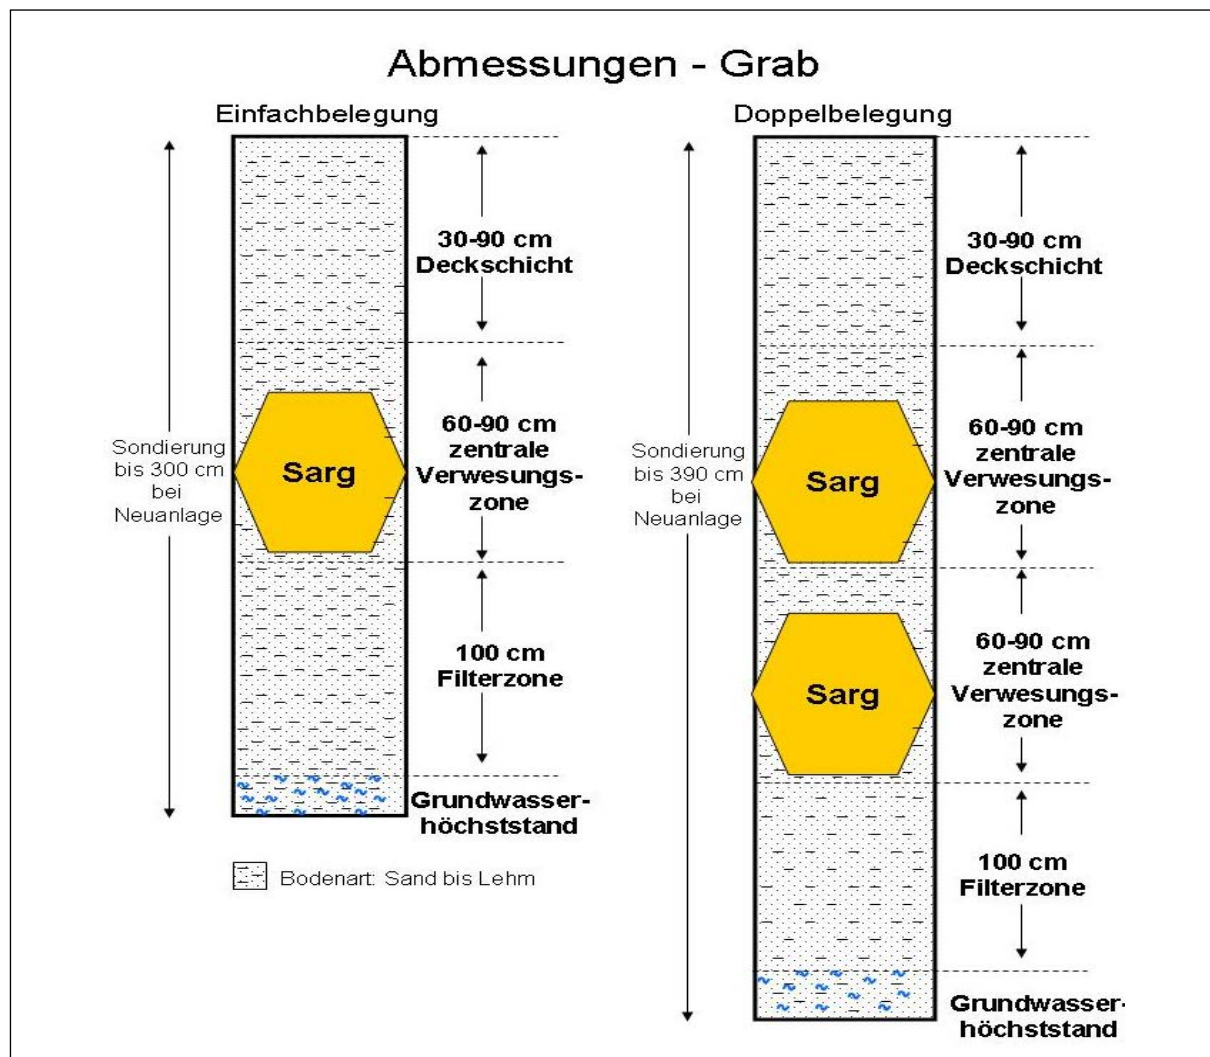 Abmessungen - Grab
Einfachbelegung
30-90 cm
Deckschicht
60-90 cm
zentrale
Verwesungs-
zone
Sondierung
bis 300 cm
bei
Neuanlage
Sarg
100 cm
Filterzone
Grundwasser-
höchststand
Bodenart: Sand bis Lehm
Doppelbelegung
30-90 cm
Deckschicht
60-90 cm
zentrale
Verwesungs-
zone
Sondierung
bis 390 cm
bei
Neuanlage
Sarg
60-90 cm
zentrale
Verwesungs-
zone
Sarg
100 cm
Filterzone
Grundwasser-
höchststand